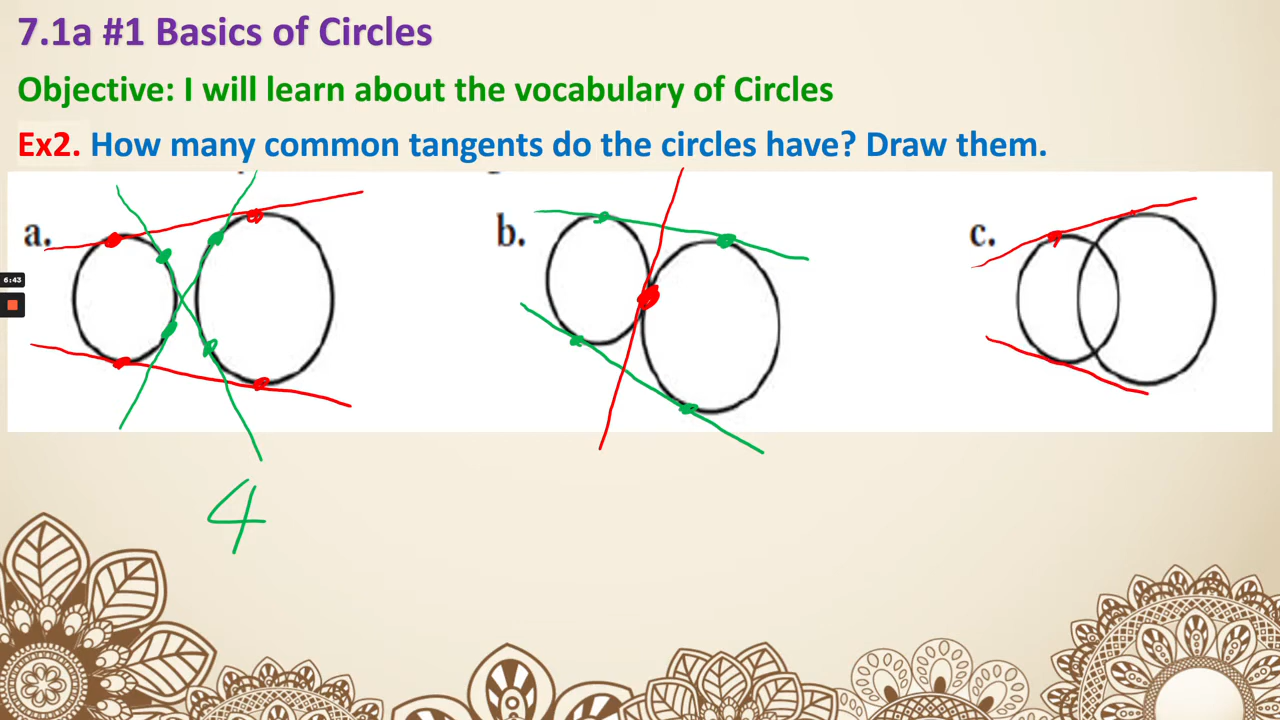 7.1a #1 Basics of Circles
Objective: I will learn about the vocabulary of Circles
Ex2. How many common tangents do the circles have? Draw them.
a.
b.
c.
6:43
4